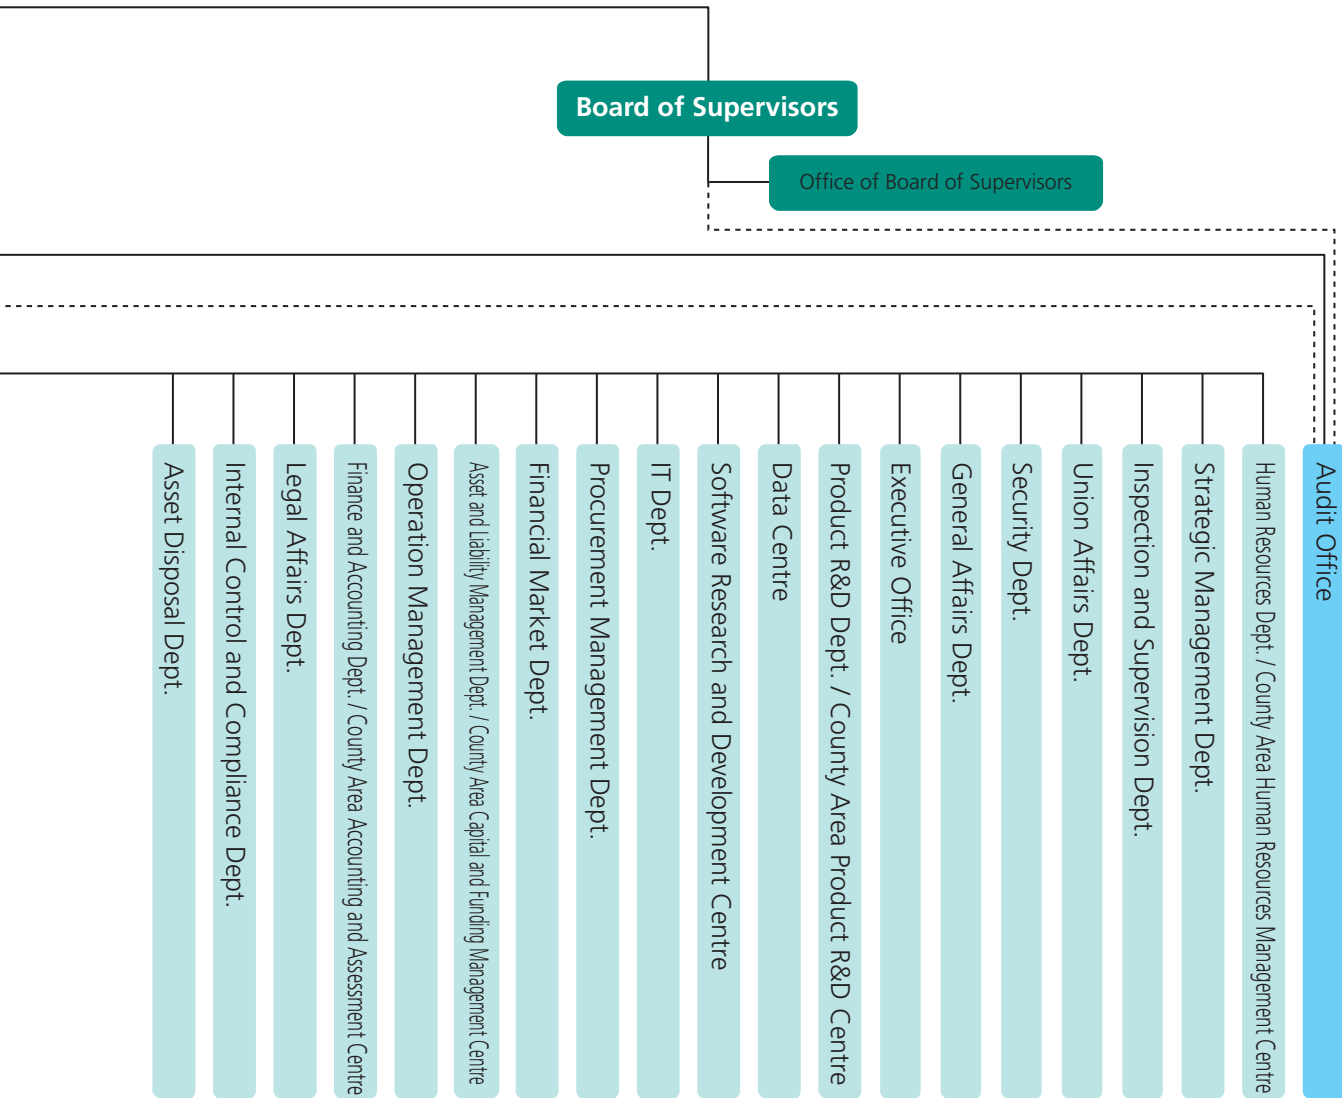 Board of Supervisors
Office of Board of Supervisors
Asset Disposal Dept.
Internal Control and Compliance Dept.
Legal Affairs Dept.
Finance and Accounting Dept. / County Area Accounting and Assessment Centre
Operation Management Dept.
Asset and Liability Management Dept. / County Area Capital and Funding Management Centre
Financial Market Dept.
Procurement Management Dept.
IT Dept.
Software Research and Development Centre
Data Centre
Product R&D Dept. / County Area Product R&D Centre
Executive Office
General Affairs Dept.
Security Dept.
Union Affairs Dept.
Inspection and Supervision Dept.
Strategic Management Dept.
Human Resources Dept. / County Area Human Resources Management Centre
Audit Office